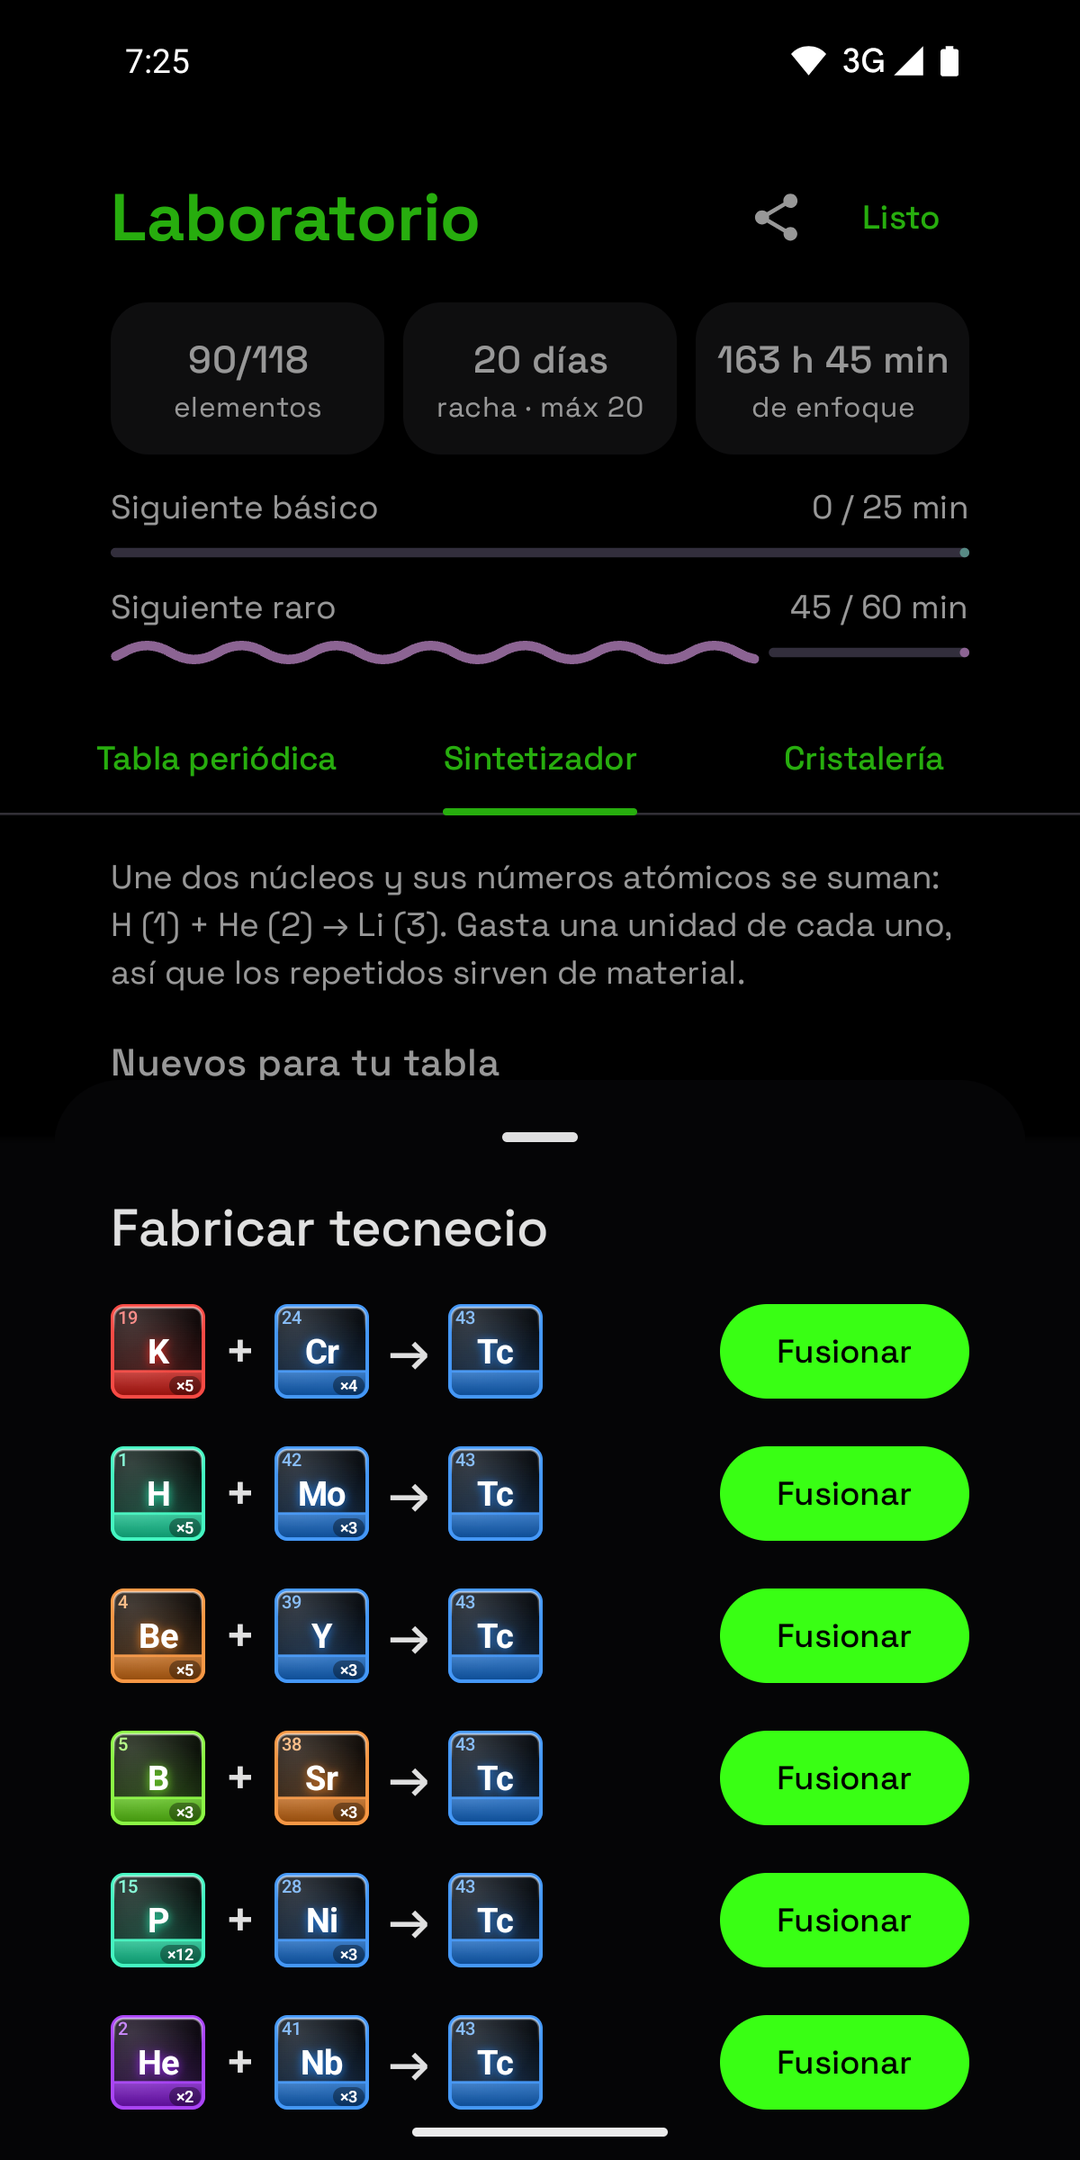 7:25
3G
Laboratorio
Listo
90/118
elementos
20 días
racha · máx 20
163 h 45 min
de enfoque
Siguiente básico
0 / 25 min
Siguiente raro
45 / 60 min
Tabla periódica
Sintetizador
Cristalería
Une dos núcleos y sus números atómicos se suman:
H (1) + He (2) → Li (3). Gasta una unidad de cada uno,
así que los repetidos sirven de material.
Nuevos para tu tabla
Fabricar tecnecio
19 K ×5 + 24 Cr ×4 → 43 Tc Fusionar
1 H ×5 + 42 Mo ×3 → 43 Tc Fusionar
4 Be ×5 + 39 Y ×3 → 43 Tc Fusionar
5 B ×3 + 38 Sr ×3 → 43 Tc Fusionar
15 P ×12 + 28 Ni ×3 → 43 Tc Fusionar
2 He ×2 + 41 Nb ×3 → 43 Tc Fusionar